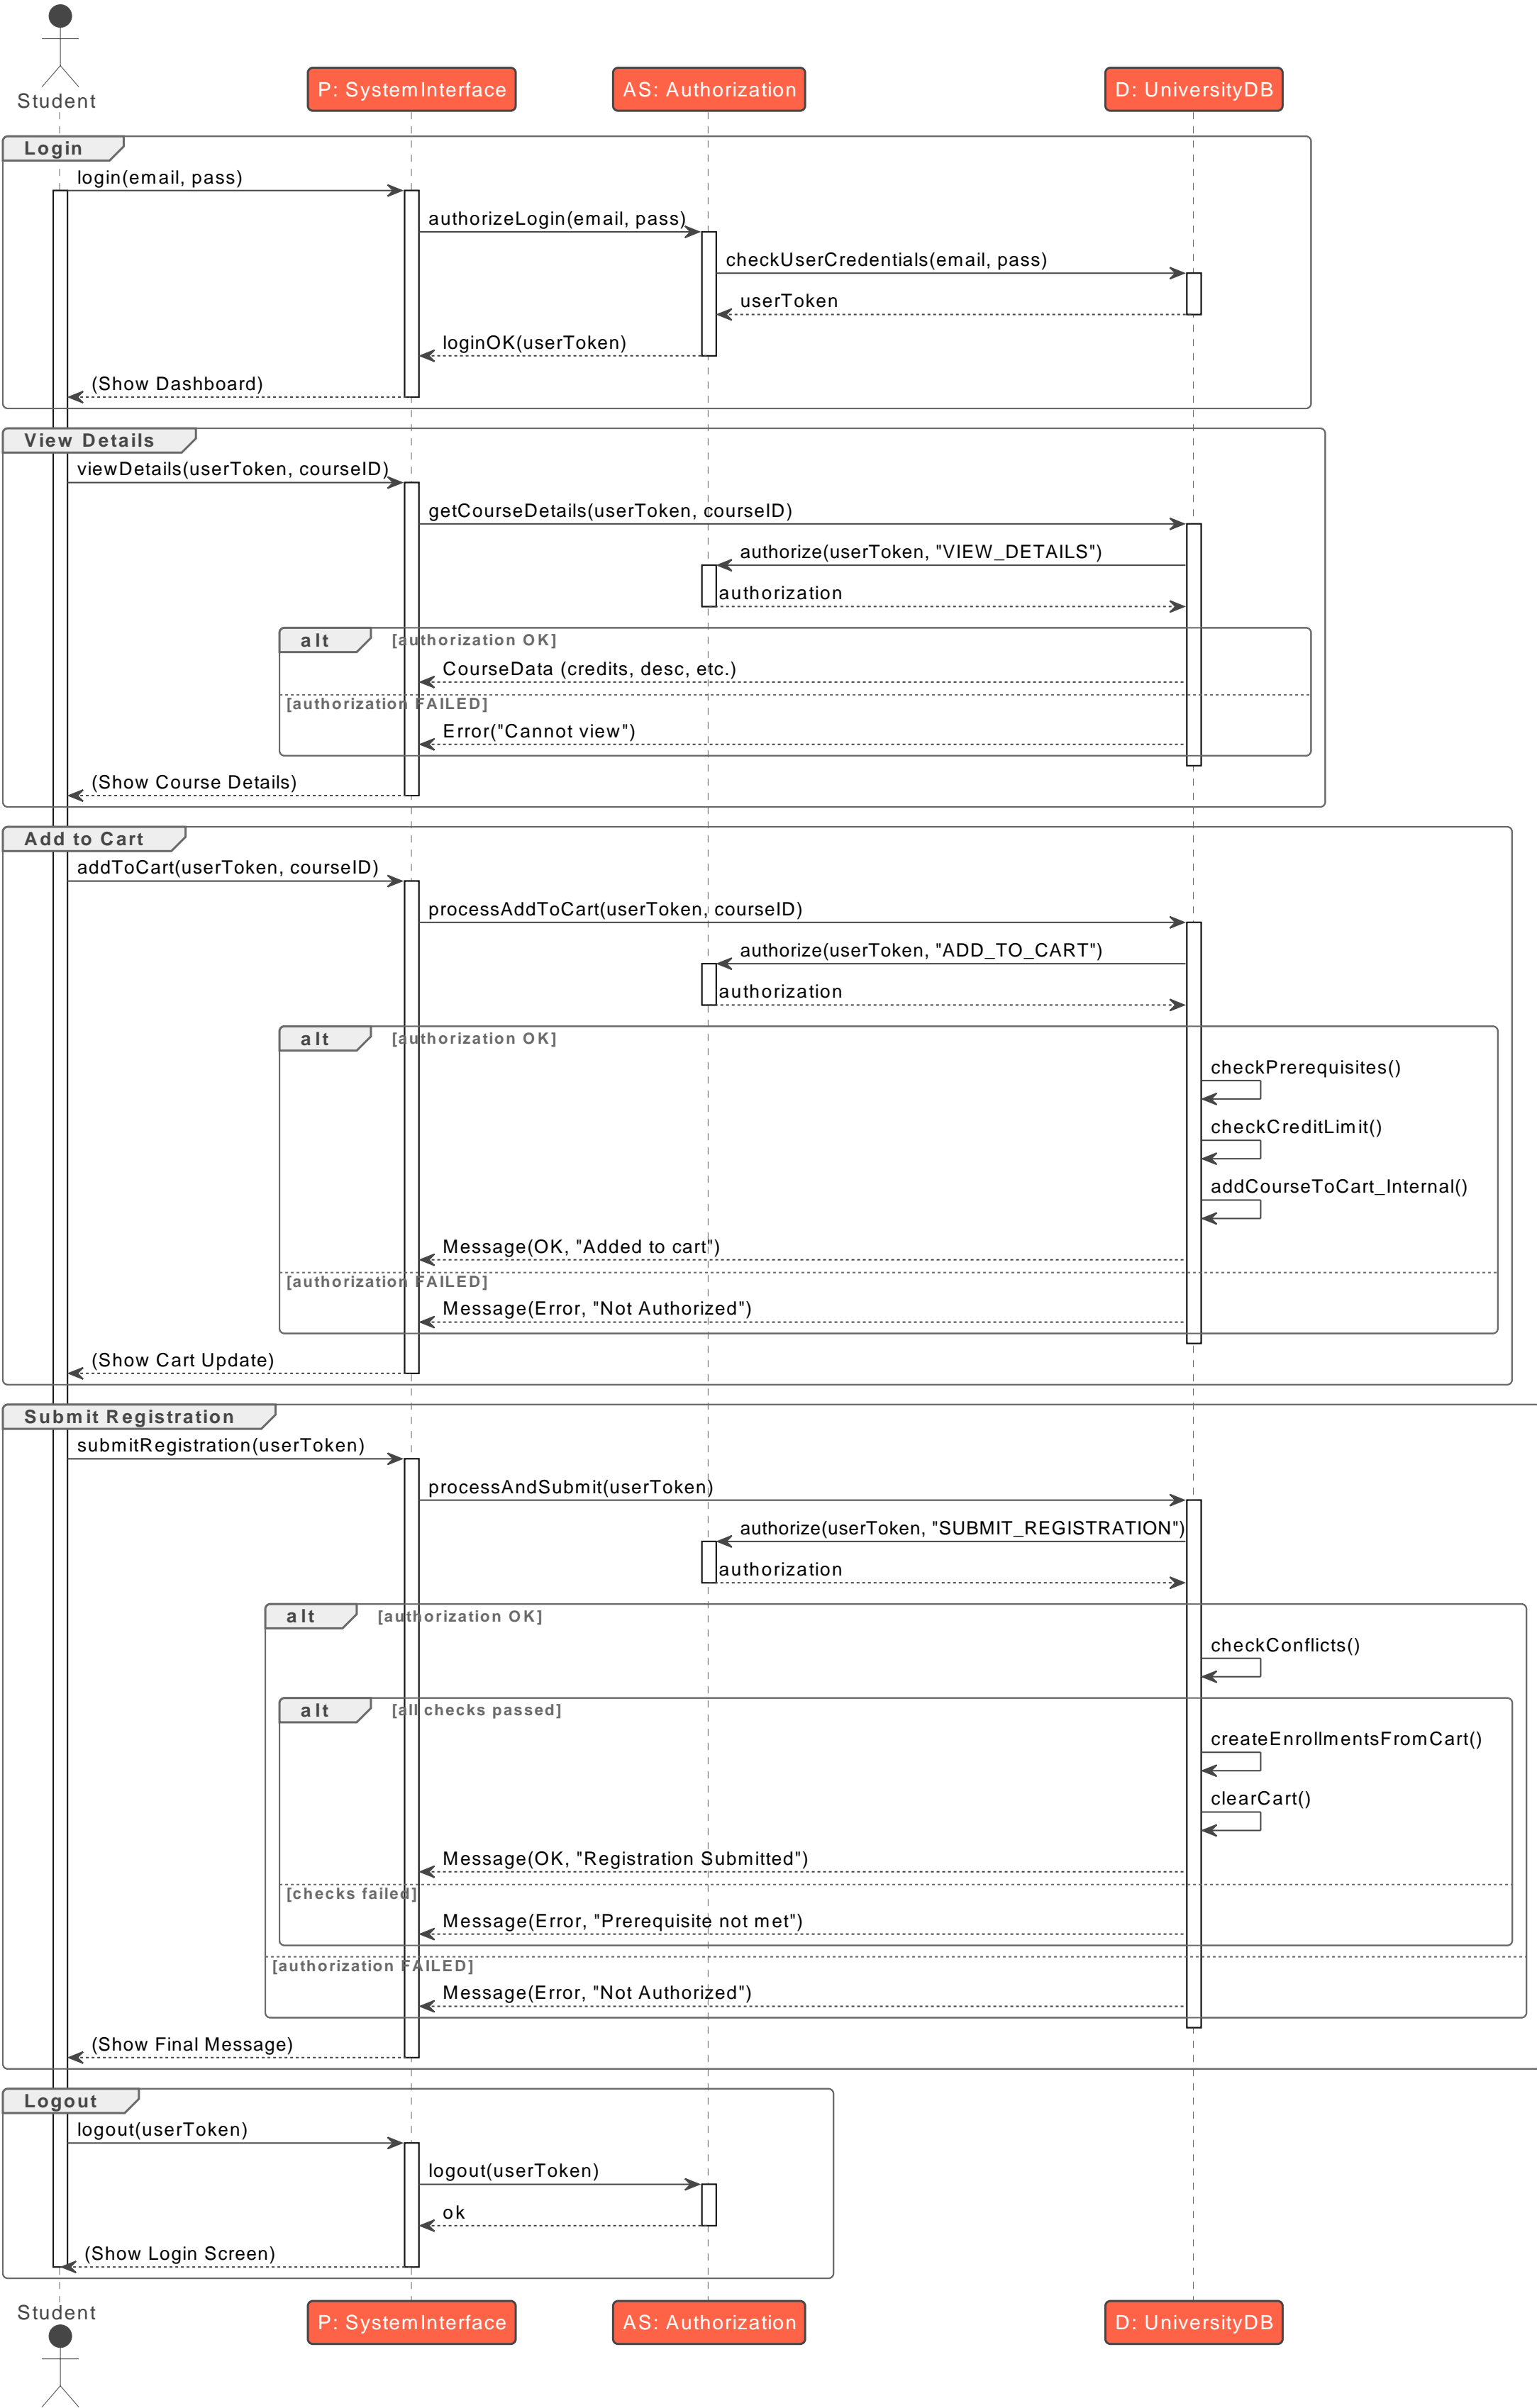 Student
P: SystemInterface
AS: Authorization
D: UniversityDB
Login
login(email, pass)
authorizeLogin(email, pass)
checkUserCredentials(email, pass)
userToken
loginOK(userToken)
(Show Dashboard)
View Details
viewDetails(userToken, courseID)
getCourseDetails(userToken, courseID)
authorize(userToken, "VIEW_DETAILS")
authorization
alt [authorization OK]
CourseData (credits, desc, etc.)
[authorization FAILED]
Error("Cannot view")
(Show Course Details)
Add to Cart
addToCart(userToken, courseID)
processAddToCart(userToken, courseID)
authorize(userToken, "ADD_TO_CART")
authorization
alt [authorization OK]
checkPrerequisites()
checkCreditLimit()
addCourseToCart_Internal()
Message(OK, "Added to cart")
[authorization FAILED]
Message(Error, "Not Authorized")
(Show Cart Update)
Submit Registration
submitRegistration(userToken)
processAndSubmit(userToken)
authorize(userToken, "SUBMIT_REGISTRATION")
authorization
alt [authorization OK]
checkConflicts()
alt [all checks passed]
createEnrollmentsFromCart()
clearCart()
Message(OK, "Registration Submitted")
[checks failed]
Message(Error, "Prerequisite not met")
[authorization FAILED]
Message(Error, "Not Authorized")
(Show Final Message)
Logout
logout(userToken)
logout(userToken)
ok
(Show Login Screen)
Student
P: SystemInterface
AS: Authorization
D: UniversityDB